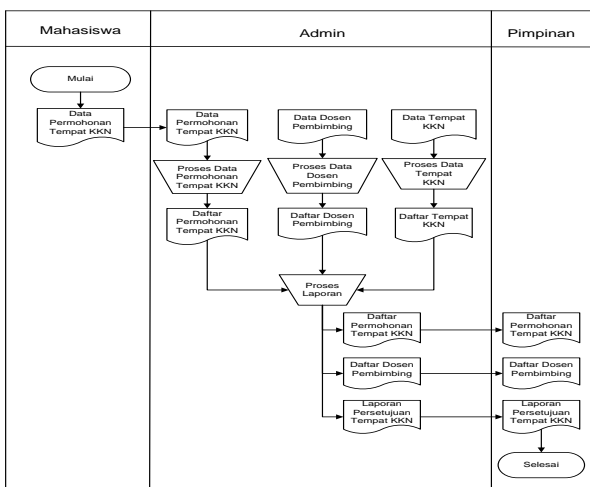 Mahasiswa
Admin
Pimpinan
Mulai
Data
Permohonan
Tempat KKN
Data
Permohonan
Tempat KKN
Data Dosen
Pembimbing
Data Tempat
KKN
Proses Data
Permohonan
Tempat KKN
Proses Data
Dosen
Pembimbing
Proses Data
Tempat
KKN
Daftar
Permohonan
Tempat KKN
Daftar Dosen
Pembimbing
Daftar Tempat
KKN
Proses
Laporan
Daftar
Permohonan
Tempat KKN
Daftar
Permohonan
Tempat KKN
Daftar Dosen
Pembimbing
Daftar Dosen
Pembimbing
Laporan
Persetujuan
Tempat KKN
Laporan
Persetujuan
Tempat KKN
Selesai